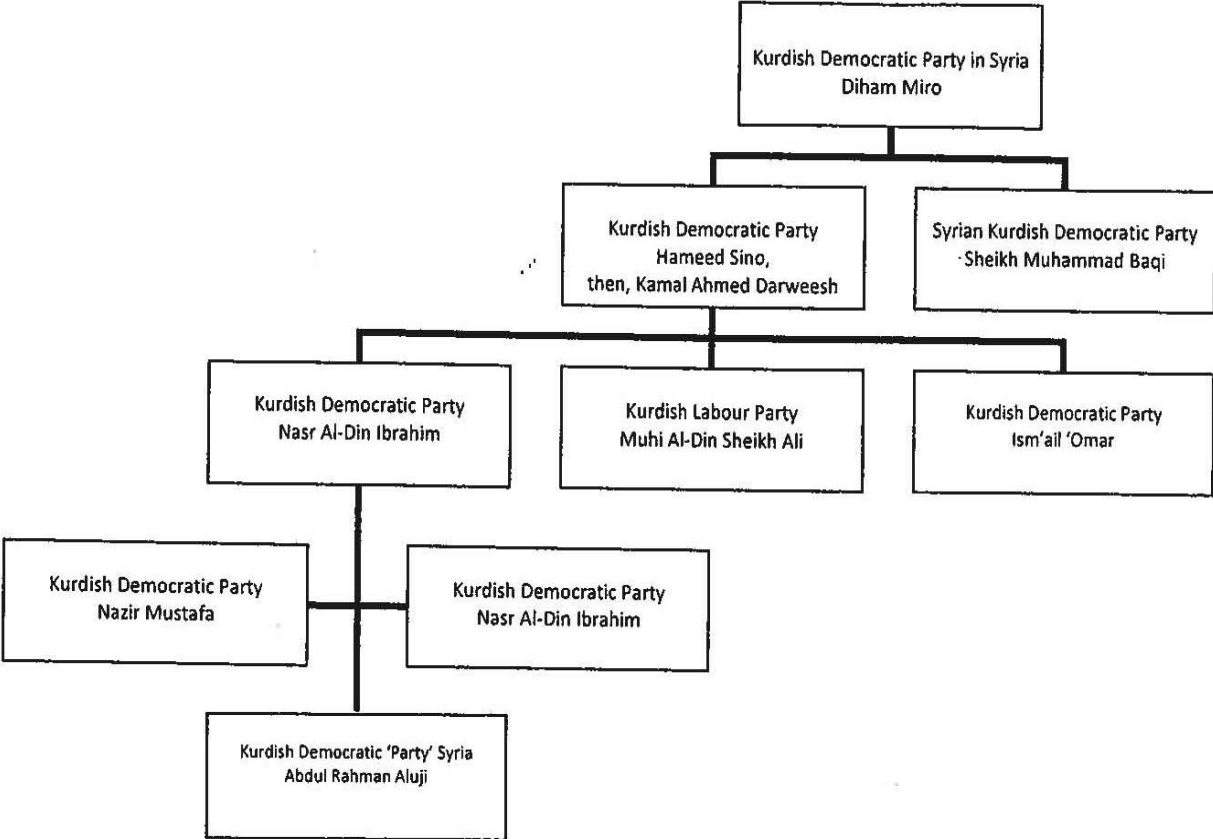 Kurdish Democratic Party in Syria
Diham Miro
Kurdish Democratic Party
Hameed Sino,
then, Kamal Ahmed Darweesh
Syrian Kurdish Democratic Party
Sheikh Muhammad Baqi
Kurdish Democratic Party
Nasr Al-Din Ibrahim
Kurdish Labour Party
Muhi Al-Din Sheikh Ali
Kurdish Democratic Party
Ism'ail 'Omar
Kurdish Democratic Party
Nazir Mustafa
Kurdish Democratic Party
Nasr Al-Din Ibrahim
Kurdish Democratic 'Party' Syria
Abdul Rahman Aluji